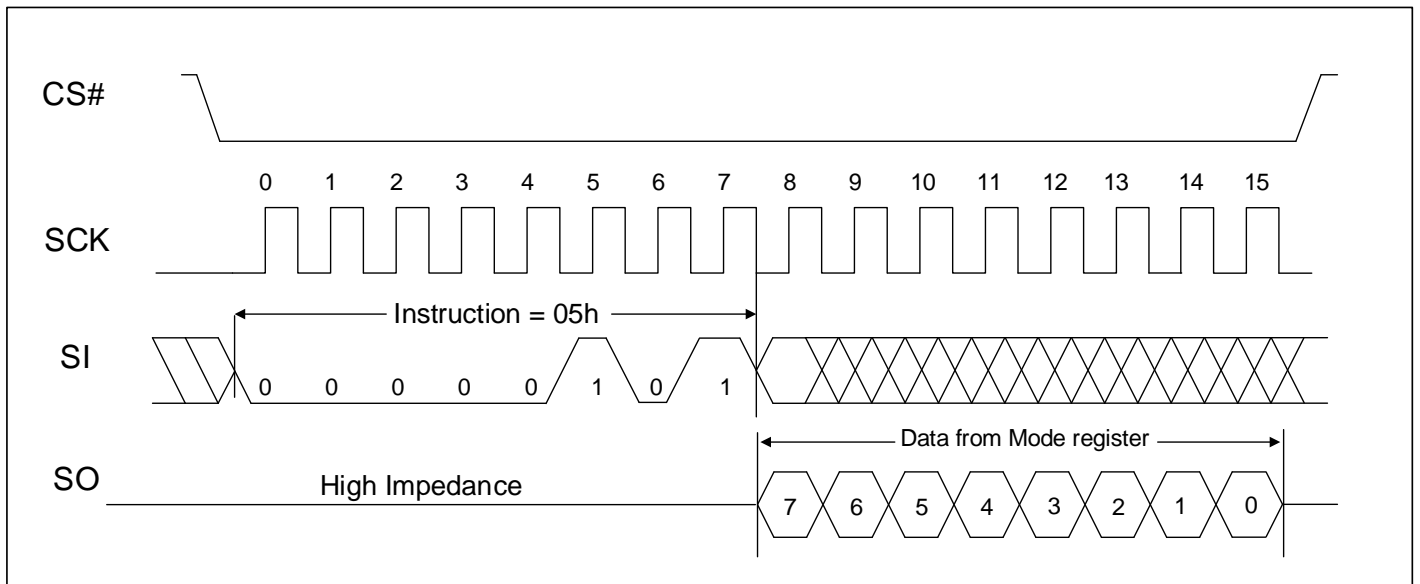 CS#
0 1 2 3 4 5 6 7 8 9 10 11 12 13 14 15
SCK
Instruction = 05h
SI
0 0 0 0 0 1 0 1
Data from Mode register
SO
High Impedance
7 6 5 4 3 2 1 0